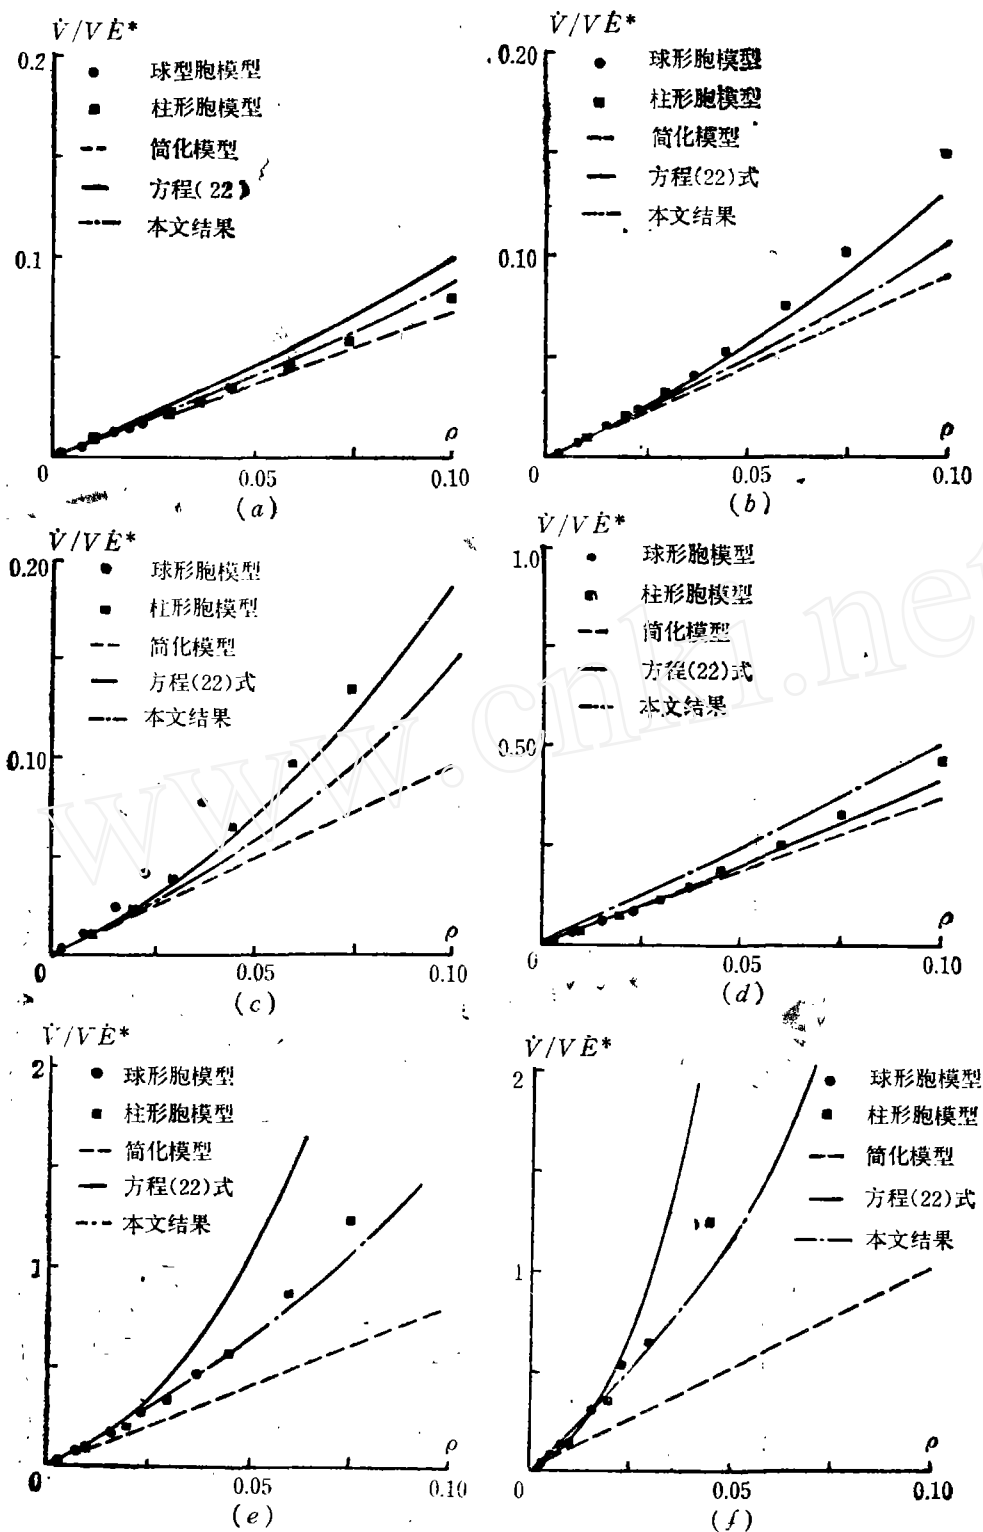 V̇/VĖ*
0.2
球型胞模型
柱形胞模型
简化模型
方程(22)
本文结果
0.1
ρ
0
0.05
0.10
(a)
V̇/VĖ*
0.20
球形胞模型
柱形胞模型
简化模型
方程(22)式
本文结果
0.10
ρ
0
0.05
0.10
(b)
V̇/VĖ*
0.20
球形胞模型
柱形胞模型
简化模型
方程(22)式
本文结果
0.10
ρ
0
0.05
0.10
(c)
V̇/VĖ*
1.0
球形胞模型
柱形胞模型
简化模型
方程(22)式
本文结果
0.50
ρ
0
0.05
0.10
(d)
V̇/VĖ*
2
球形胞模型
柱形胞模型
简化模型
方程(22)式
本文结果
1
ρ
0
0.05
0.10
(e)
V̇/VĖ*
2
球形胞模型
柱形胞模型
简化模型
方程(22)式
本文结果
1
ρ
0
0.05
0.10
(f)
www.cnki.net